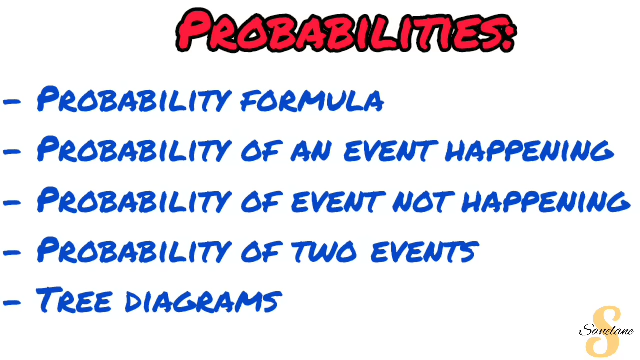 Probabilities:
- Probability formula
- Probability of an event happening
- Probability of event not happening
- Probability of two events
- Tree diagrams
S
Savetane